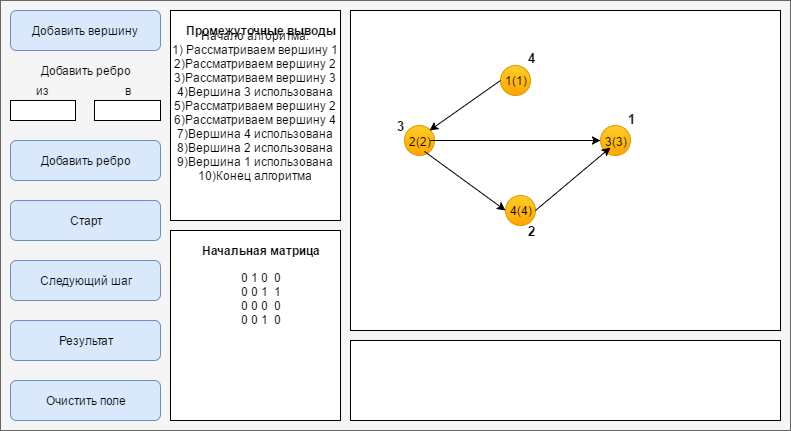 Добавить вершину
Добавить ребро
из в
Добавить ребро
Старт
Следующий шаг
Результат
Очистить поле
Промежуточные выводы
Начало алгоритма.
1) Рассматриваем вершину 1
2)Рассматриваем вершину 2
3)Рассматриваем вершину 3
4)Вершина 3 использована
5)Рассматриваем вершину 2
6)Рассматриваем вершину 4
7)Вершина 4 использована
8)Вершина 2 использована
9)Вершина 1 использована
10)Конец алгоритма
Начальная матрица
0 1 0 0
0 0 1 1
0 0 0 0
0 0 1 0
4
1(1)
3
2(2)
1
3(3)
4(4)
2